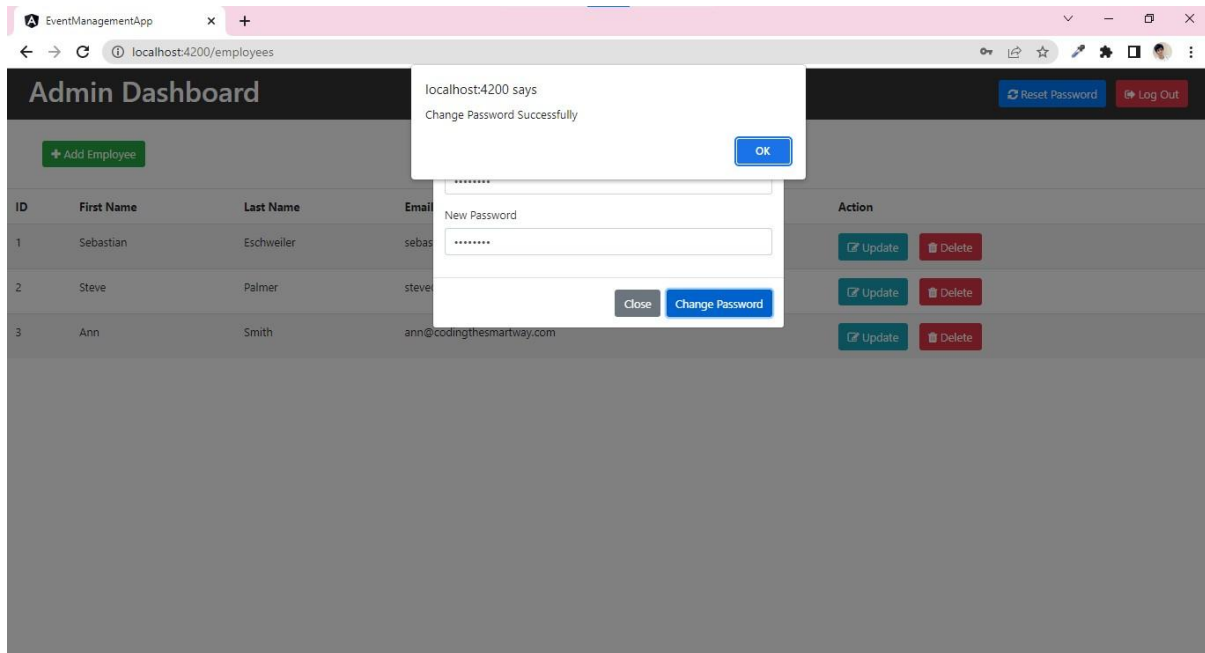 EventManagementApp
localhost:4200/employees
Admin Dashboard
Reset Password
Log Out
localhost:4200 says
Change Password Successfully
OK
Add Employee
••••••••
New Password
••••••••
Close
Change Password
ID First Name Last Name Email Action
1 Sebastian Eschweiler sebas Update Delete
2 Steve Palmer steve Update Delete
3 Ann Smith ann@codingthesmartway.com Update Delete